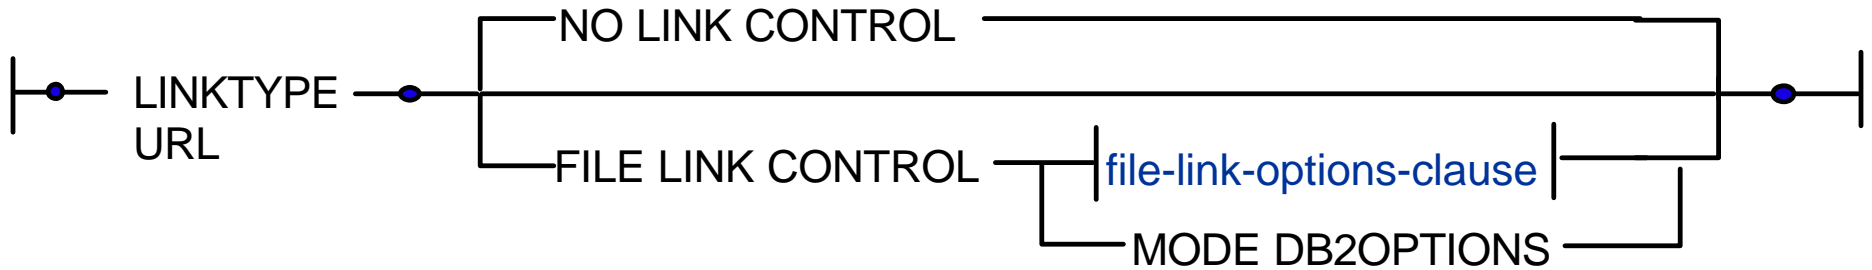 NO LINK CONTROL
LINKTYPE
URL
FILE LINK CONTROL
file-link-options-clause
MODE DB2OPTIONS